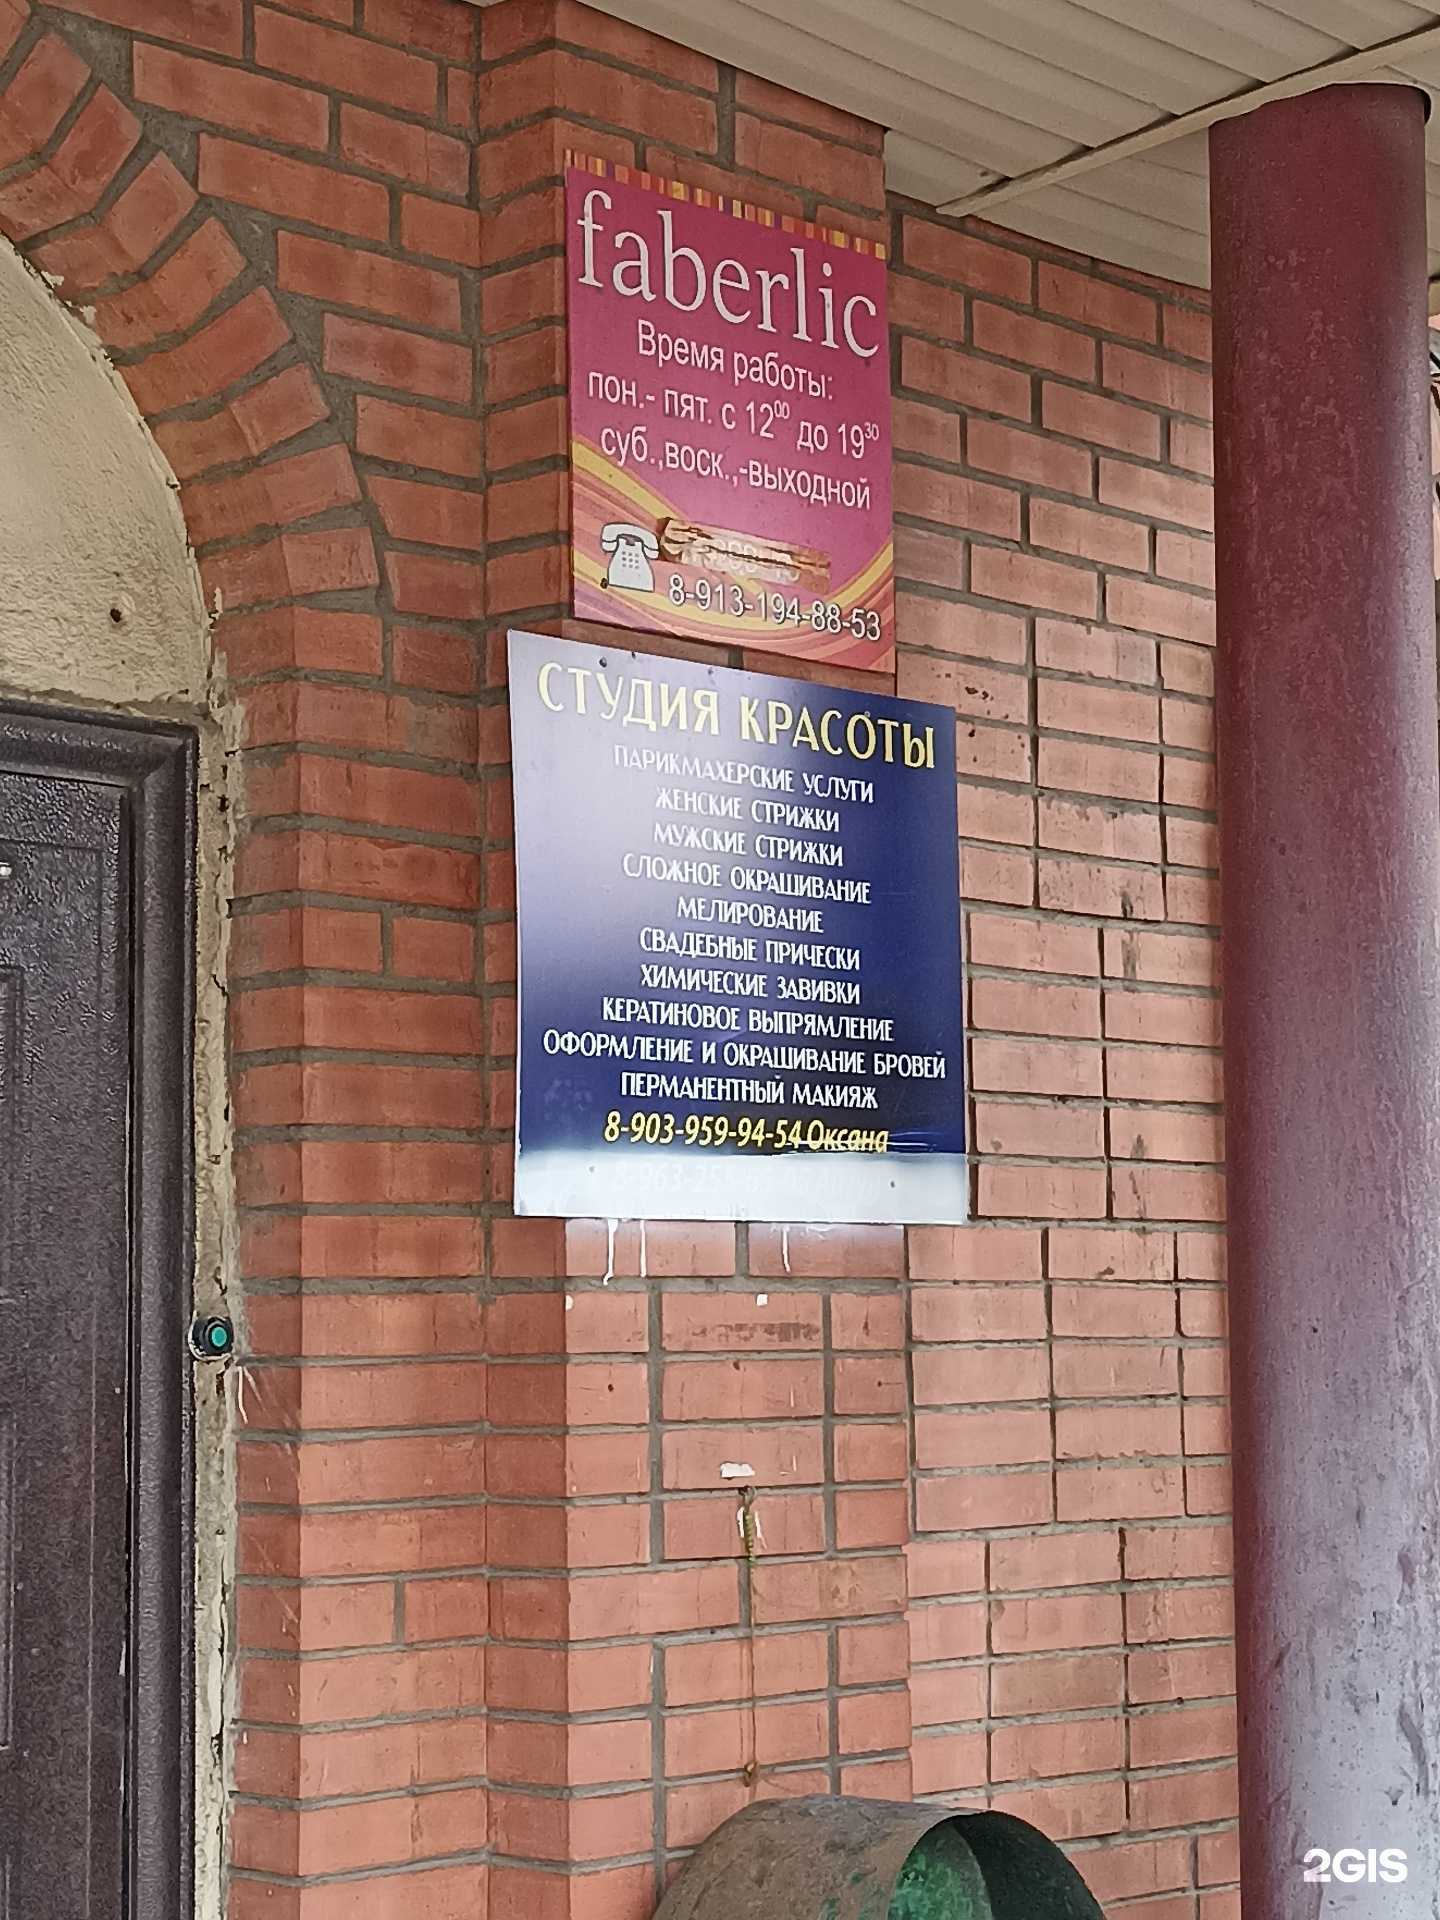 faberlic
Время работы:
пон.- пят. с 12⁰⁰ до 19³⁰
суб.,воск.,-выходной
8-913-194-88-53
СТУДИЯ КРАСОТЫ
ПАРИКМАХЕРСКИЕ УСЛУГИ
ЖЕНСКИЕ СТРИЖКИ
МУЖСКИЕ СТРИЖКИ
СЛОЖНОЕ ОКРАШИВАНИЕ
МЕЛИРОВАНИЕ
СВАДЕБНЫЕ ПРИЧЕСКИ
ХИМИЧЕСКИЕ ЗАВИВКИ
КЕРАТИНОВОЕ ВЫПРЯМЛЕНИЕ
ОФОРМЛЕНИЕ И ОКРАШИВАНИЕ БРОВЕЙ
ПЕРМАНЕНТНЫЙ МАКИЯЖ
8-903-959-94-54 Оксана
2GIS